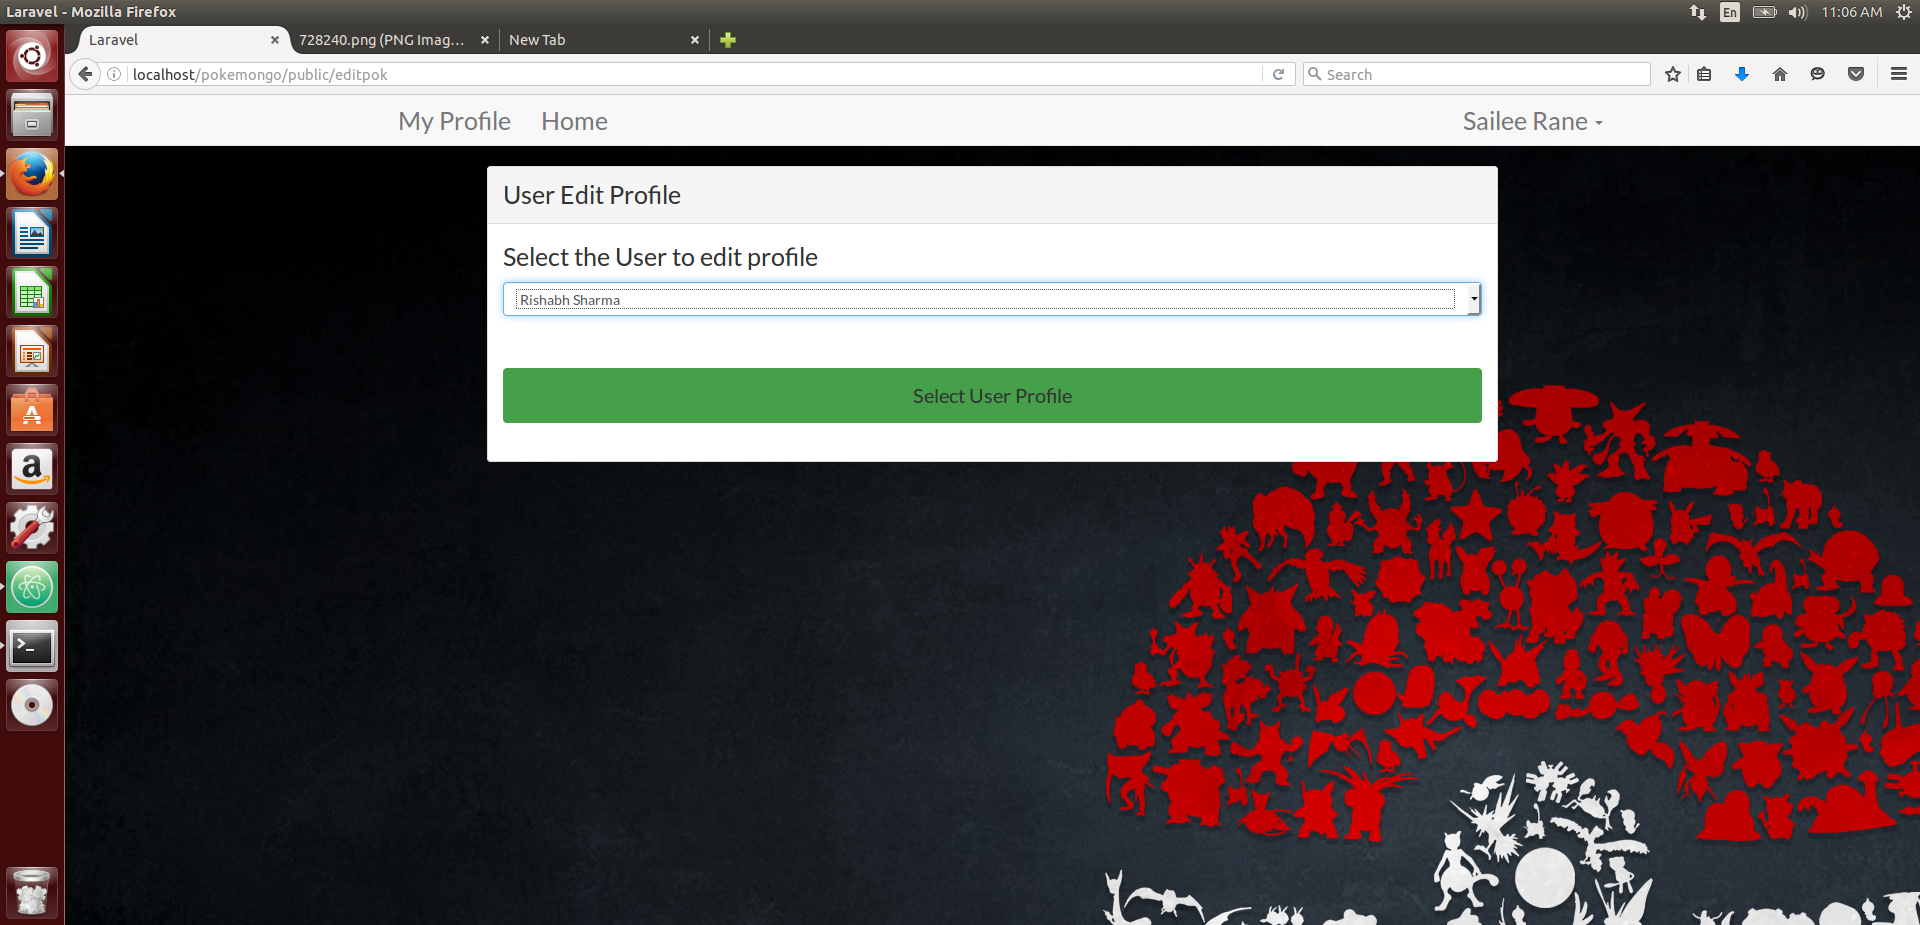 Laravel - Mozilla Firefox
En
11:06 AM
Laravel
728240.png (PNG Imag...
New Tab
localhost/pokemongo/public/editpok
Search
My Profile
Home
Sailee Rane
User Edit Profile
Select the User to edit profile
Rishabh Sharma
Select User Profile